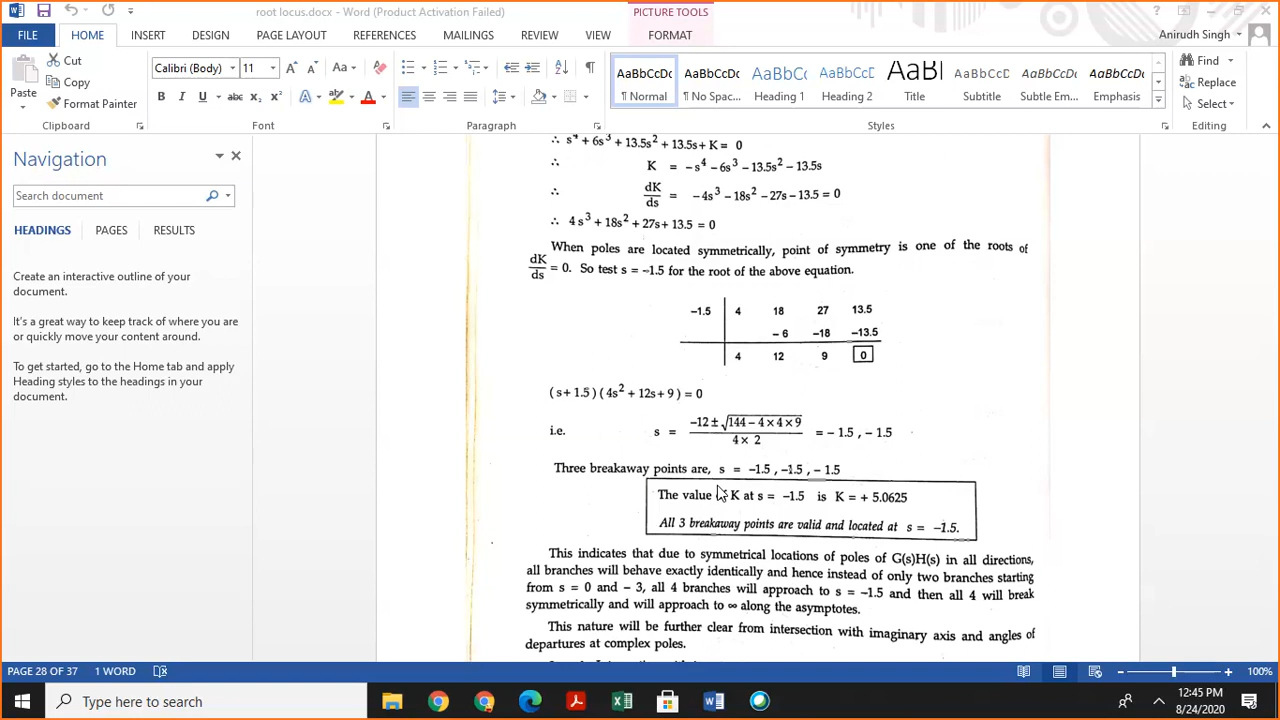 root locus.docx - Word (Product Activation Failed)
PICTURE TOOLS
FILE HOME INSERT DESIGN PAGE LAYOUT REFERENCES MAILINGS REVIEW VIEW FORMAT
Anirudh Singh
Paste
Cut
Copy
Format Painter
Clipboard
Calibri (Body) 11
Font
Paragraph
AaBbCcDc AaBbCcDc AaBbCc AaBbCc AaBl AaBbCcD AaBbCcDc AaBbCcDc
¶ Normal ¶ No Spac... Heading 1 Heading 2 Title Subtitle Subtle Em... Emphasis
Styles
Find
Replace
Select
Editing
Navigation
Search document
HEADINGS PAGES RESULTS
Create an interactive outline of your
document.
It's a great way to keep track of where you are
or quickly move your content around.
To get started, go to the Home tab and apply
Heading styles to the headings in your
document.
∴ s⁴ + 6s³ + 13.5s² + 13.5s + K = 0
∴ K = −s⁴ − 6s³ − 13.5s² − 13.5s
∴ dK/ds = −4s³ − 18s² − 27s − 13.5 = 0
∴ 4s³ + 18s² + 27s + 13.5 = 0
When poles are located symmetrically, point of symmetry is one of the roots of
dK/ds = 0. So test s = −1.5 for the root of the above equation.
−1.5 4 18 27 13.5
− 6 −18 −13.5
4 12 9 0
(s + 1.5) (4s² + 12s + 9) = 0
i.e. s = −12 ± √144 − 4 × 4 × 9 / 4 × 2 = − 1.5 , − 1.5
Three breakaway points are, s = −1.5 , −1.5 , − 1.5
The value K at s = −1.5 is K = + 5.0625
All 3 breakaway points are valid and located at s = −1.5.
This indicates that due to symmetrical locations of poles of G(s)H(s) in all directions,
all branches will behave exactly identically and hence instead of only two branches starting
from s = 0 and − 3, all 4 branches will approach to s = −1.5 and then all 4 will break
symmetrically and will approach to ∞ along the asymptotes.
This nature will be further clear from intersection with imaginary axis and angles of
departures at complex poles.
PAGE 28 OF 37 1 WORD
100%
Type here to search
12:45 PM
8/24/2020